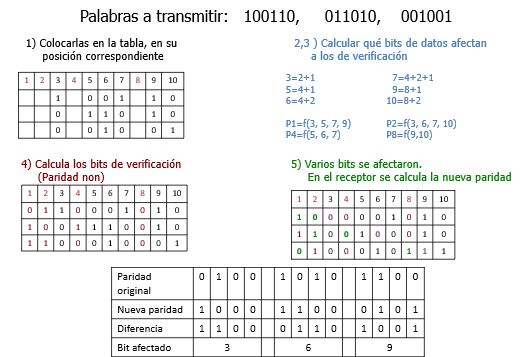 Palabras a transmitir: 100110, 011010, 001001
1) Colocarlas en la tabla, en su
posición correspondiente
1 2 3 4 5 6 7 8 9 10
1 0 0 1 1 0
0 1 1 0 1 0
0 0 1 0 0 1
2,3 ) Calcular qué bits de datos afectan
a los de verificación
3=2+1 7=4+2+1
5=4+1 9=8+1
6=4+2 10=8+2
P1=f(3, 5, 7, 9) P2=f(3, 6, 7, 10)
P4=f(5, 6, 7) P8=f(9,10)
4) Calcula los bits de verificación
(Paridad non)
1 2 3 4 5 6 7 8 9 10
0 1 1 0 0 0 1 0 1 0
1 0 0 1 1 1 0 0 1 0
1 1 0 0 0 1 0 0 0 1
5) Varios bits se afectaron.
En el receptor se calcula la nueva paridad
1 2 3 4 5 6 7 8 9 10
1 0 0 0 0 0 1 0 1 0
1 1 0 0 1 0 0 0 1 0
0 1 0 0 0 1 0 1 1 1
Paridad original 0 1 0 0 1 0 1 0 1 1 0 0
Nueva paridad 1 0 0 0 1 1 0 0 0 1 0 1
Diferencia 1 1 0 0 0 1 1 0 1 0 0 1
Bit afectado 3 6 9